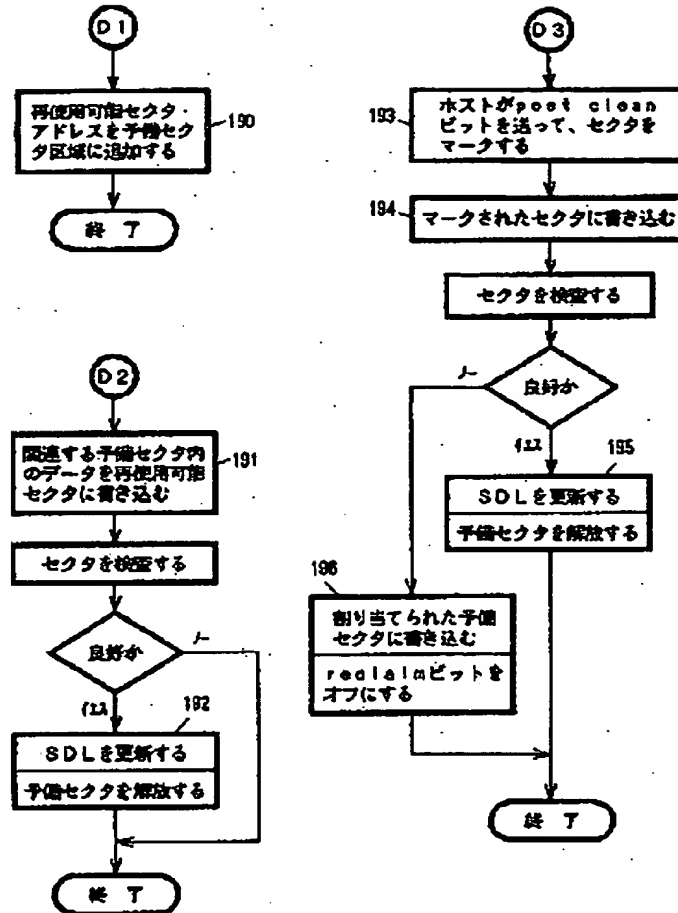 D1
再使用可能セクタ・
アドレスを予備セク
タ区域に追加する
190
終 了
D2
関連する予備セクタ内
のデータを再使用可能
セクタに書き込む
191
セクタを検査する
良好か
ノー
イエス
192
SDLを更新する
予備セクタを解放する
終 了
D3
193
ホストがpost clean
ビットを送って、セクタを
マークする
194
マークされたセクタに書き込む
セクタを検査する
良好か
ノー
イエス
195
SDLを更新する
予備セクタを解放する
196
割り当てられた予備
セクタに書き込む
reclaimビットを
オフにする
終 了